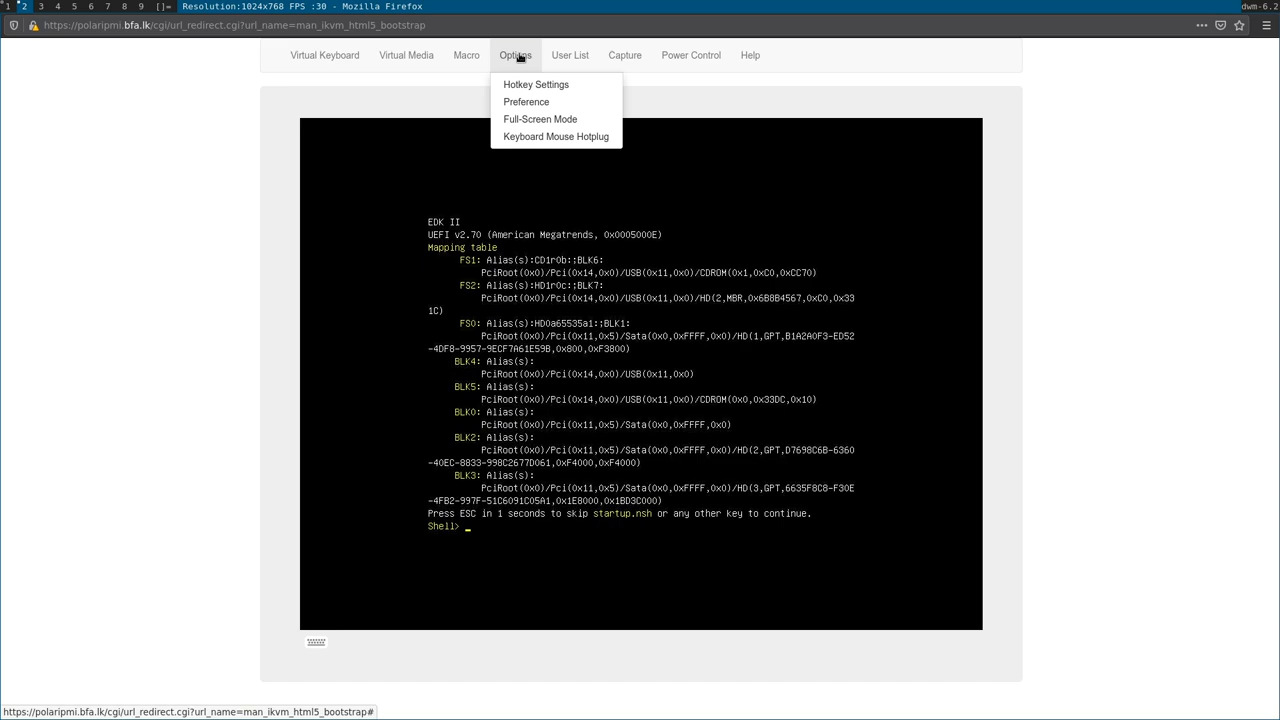 1 2 3 4 5 6 7 8 9 []= Resolution:1024x768 FPS :30 - Mozilla Firefox dwm-6.2
https://polaripmi.bfa.lk/cgi/url_redirect.cgi?url_name=man_ikvm_html5_bootstrap
Virtual Keyboard Virtual Media Macro Options User List Capture Power Control Help
Hotkey Settings
Preference
Full-Screen Mode
Keyboard Mouse Hotplug
EDK II
UEFI v2.70 (American Megatrends, 0x0005000E)
Mapping table
FS1: Alias(s):CD1r0b:;BLK6:
PciRoot(0x0)/Pci(0x14,0x0)/USB(0x11,0x0)/CDROM(0x1,0xC0,0xCC70)
FS2: Alias(s):HD1r0c:;BLK7:
PciRoot(0x0)/Pci(0x14,0x0)/USB(0x11,0x0)/HD(2,MBR,0x6B8B4567,0xC0,0x33
1C)
FS0: Alias(s):HD0a65535a1:;BLK1:
PciRoot(0x0)/Pci(0x11,0x5)/Sata(0x0,0xFFFF,0x0)/HD(1,GPT,B1A2A0F3-ED52
-4DF8-9957-9ECF7A61E59B,0x800,0xF3800)
BLK4: Alias(s):
PciRoot(0x0)/Pci(0x14,0x0)/USB(0x11,0x0)
BLK5: Alias(s):
PciRoot(0x0)/Pci(0x14,0x0)/USB(0x11,0x0)/CDROM(0x0,0x33DC,0x10)
BLK0: Alias(s):
PciRoot(0x0)/Pci(0x11,0x5)/Sata(0x0,0xFFFF,0x0)
BLK2: Alias(s):
PciRoot(0x0)/Pci(0x11,0x5)/Sata(0x0,0xFFFF,0x0)/HD(2,GPT,D7698C6B-6360
-40EC-8833-998C2677D061,0xF4000,0xF4000)
BLK3: Alias(s):
PciRoot(0x0)/Pci(0x11,0x5)/Sata(0x0,0xFFFF,0x0)/HD(3,GPT,6635F8C8-F30E
-4FB2-997F-51C6091C05A1,0x1E8000,0x1BD3C000)
Press ESC in 1 seconds to skip startup.nsh or any other key to continue.
Shell> _
https://polaripmi.bfa.lk/cgi/url_redirect.cgi?url_name=man_ikvm_html5_bootstrap#